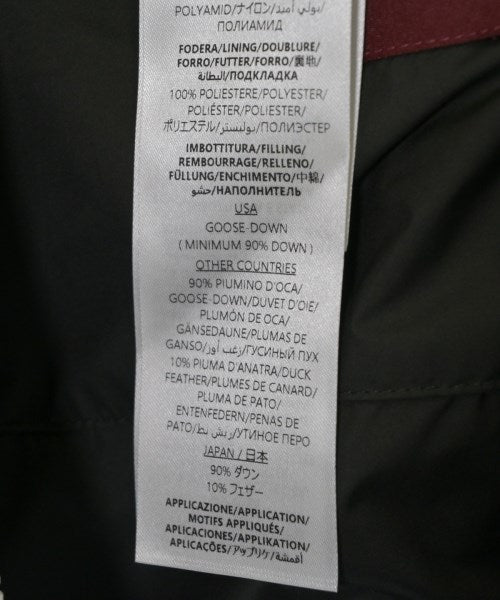 POLYAMID/ナイロン/بولي أميد/
ПОЛИАМИД
FODERA/LINING/DOUBLURE/
FORRO/FUTTER/FORRO/裏地/
البطانة/ПОДКЛАДКА
100% POLIESTERE/POLYESTER/
POLIÉSTER/POLIESTER/
ポリエステル/بوليستر/ПОЛИЭСТЕР
IMBOTTITURA/FILLING/
REMBOURRAGE/RELLENO/
FÜLLUNG/ENCHIMENTO/中綿/
حشو/НАПОЛНИТЕЛЬ
USA
GOOSE-DOWN
( MINIMUM 90% DOWN )
OTHER COUNTRIES
90% PIUMINO D'OCA/
GOOSE-DOWN/DUVET D'OIE/
PLUMÓN DE OCA/
GÄNSEDAUNE/PLUMAS DE
GANSO/زغب أوز/ГУСИНЫЙ ПУХ
10% PIUMA D'ANATRA/DUCK
FEATHER/PLUMES DE CANARD/
PLUMA DE PATO/
ENTENFEDERN/PENAS DE
PATO/ريش بط/УТИНОЕ ПЕРО
JAPAN / 日本
90% ダウン
10% フェザー
APPLICAZIONE/APPLICATION/
MOTIFS APPLIQUÉS/
APLICACIONES/APPLIKATION/
APLICAÇÕES/アップリケ/أقمشة/